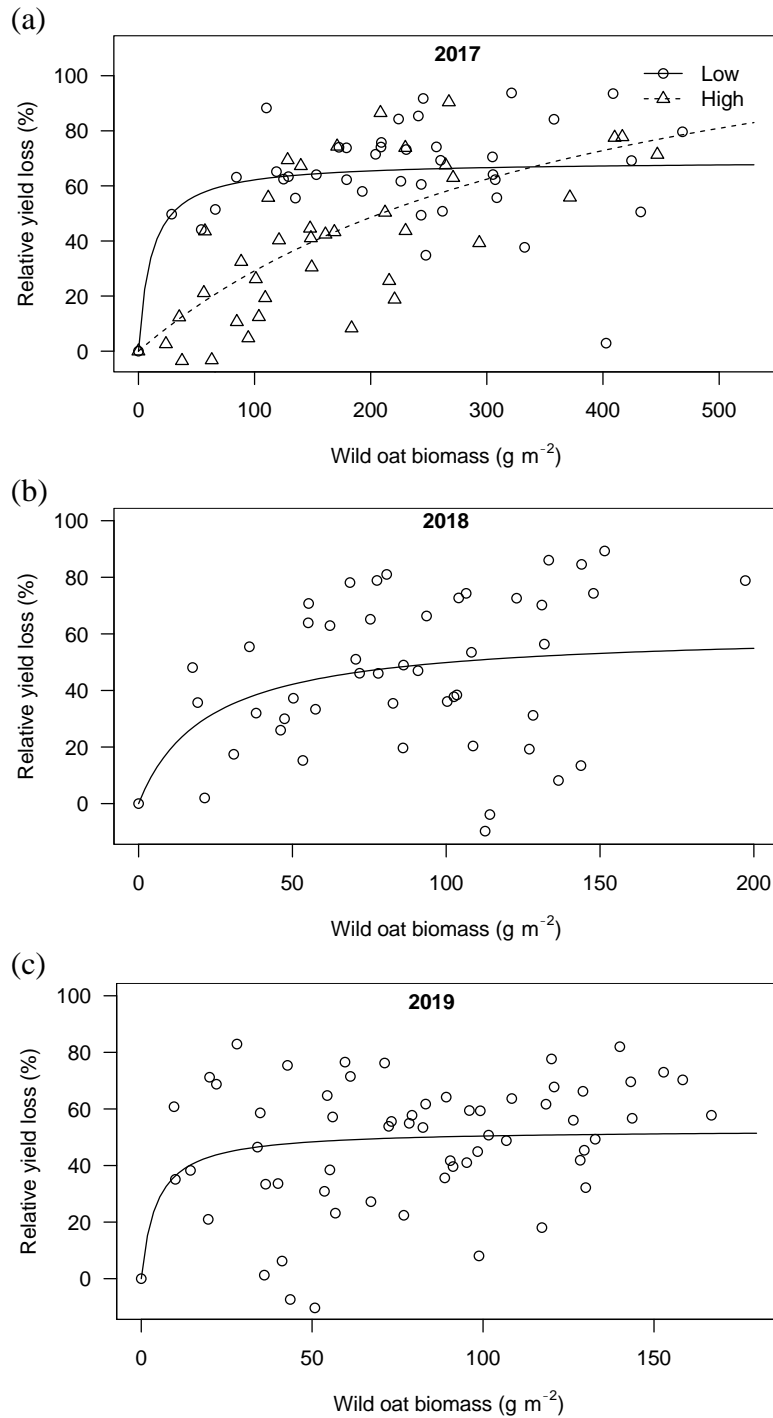 (a)
2017
Low
High
Relative yield loss (%)
100
80
60
40
20
0
0 100 200 300 400 500
Wild oat biomass (g m⁻²)
(b)
2018
Relative yield loss (%)
100
80
60
40
20
0
0 50 100 150 200
Wild oat biomass (g m⁻²)
(c)
2019
Relative yield loss (%)
100
80
60
40
20
0
0 50 100 150
Wild oat biomass (g m⁻²)